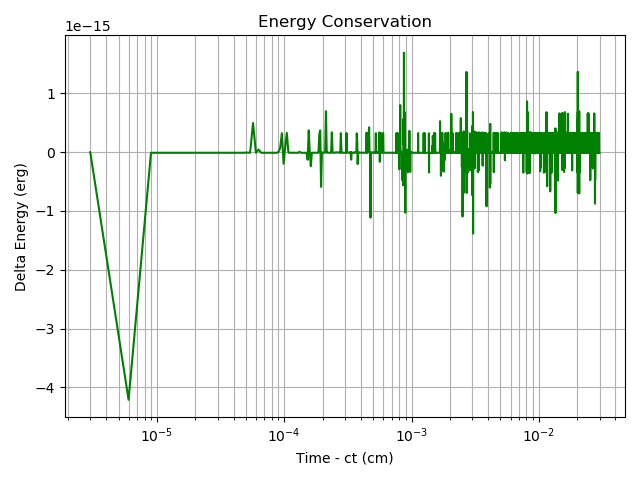 Energy Conservation
1e−15
Delta Energy (erg)
1
0
−1
−2
−3
−4
10⁻⁵ 10⁻⁴ 10⁻³ 10⁻²
Time - ct (cm)